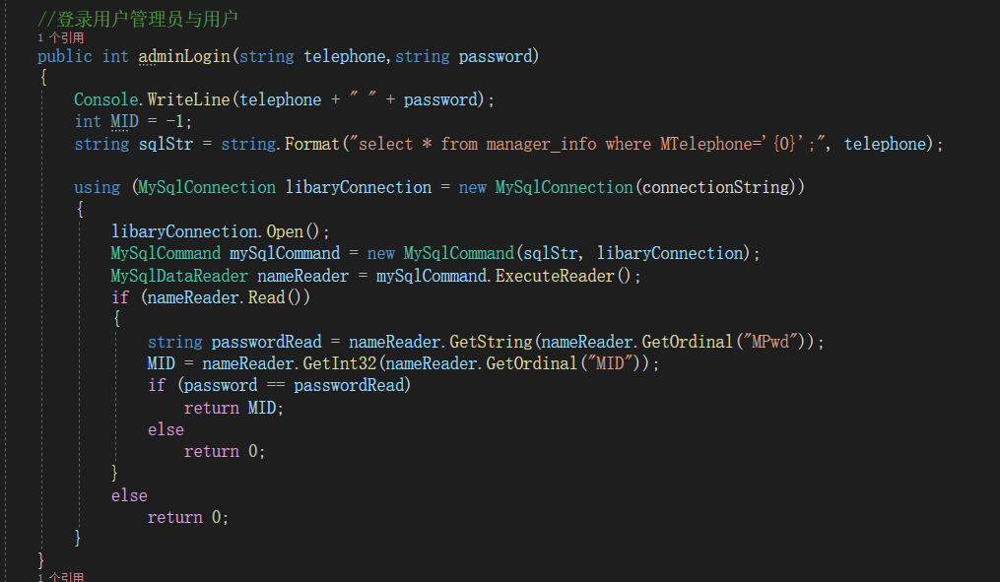 //登录用户管理员与用户
1 个引用
public int adminLogin(string telephone,string password)
{
Console.WriteLine(telephone + " " + password);
int MID = -1;
string sqlStr = string.Format("select * from manager_info where MTelephone='{0}';", telephone);
using (MySqlConnection libaryConnection = new MySqlConnection(connectionString))
{
libaryConnection.Open();
MySqlCommand mySqlCommand = new MySqlCommand(sqlStr, libaryConnection);
MySqlDataReader nameReader = mySqlCommand.ExecuteReader();
if (nameReader.Read())
{
string passwordRead = nameReader.GetString(nameReader.GetOrdinal("MPwd"));
MID = nameReader.GetInt32(nameReader.GetOrdinal("MID"));
if (password == passwordRead)
return MID;
else
return 0;
}
else
return 0;
}
}
1 个引用